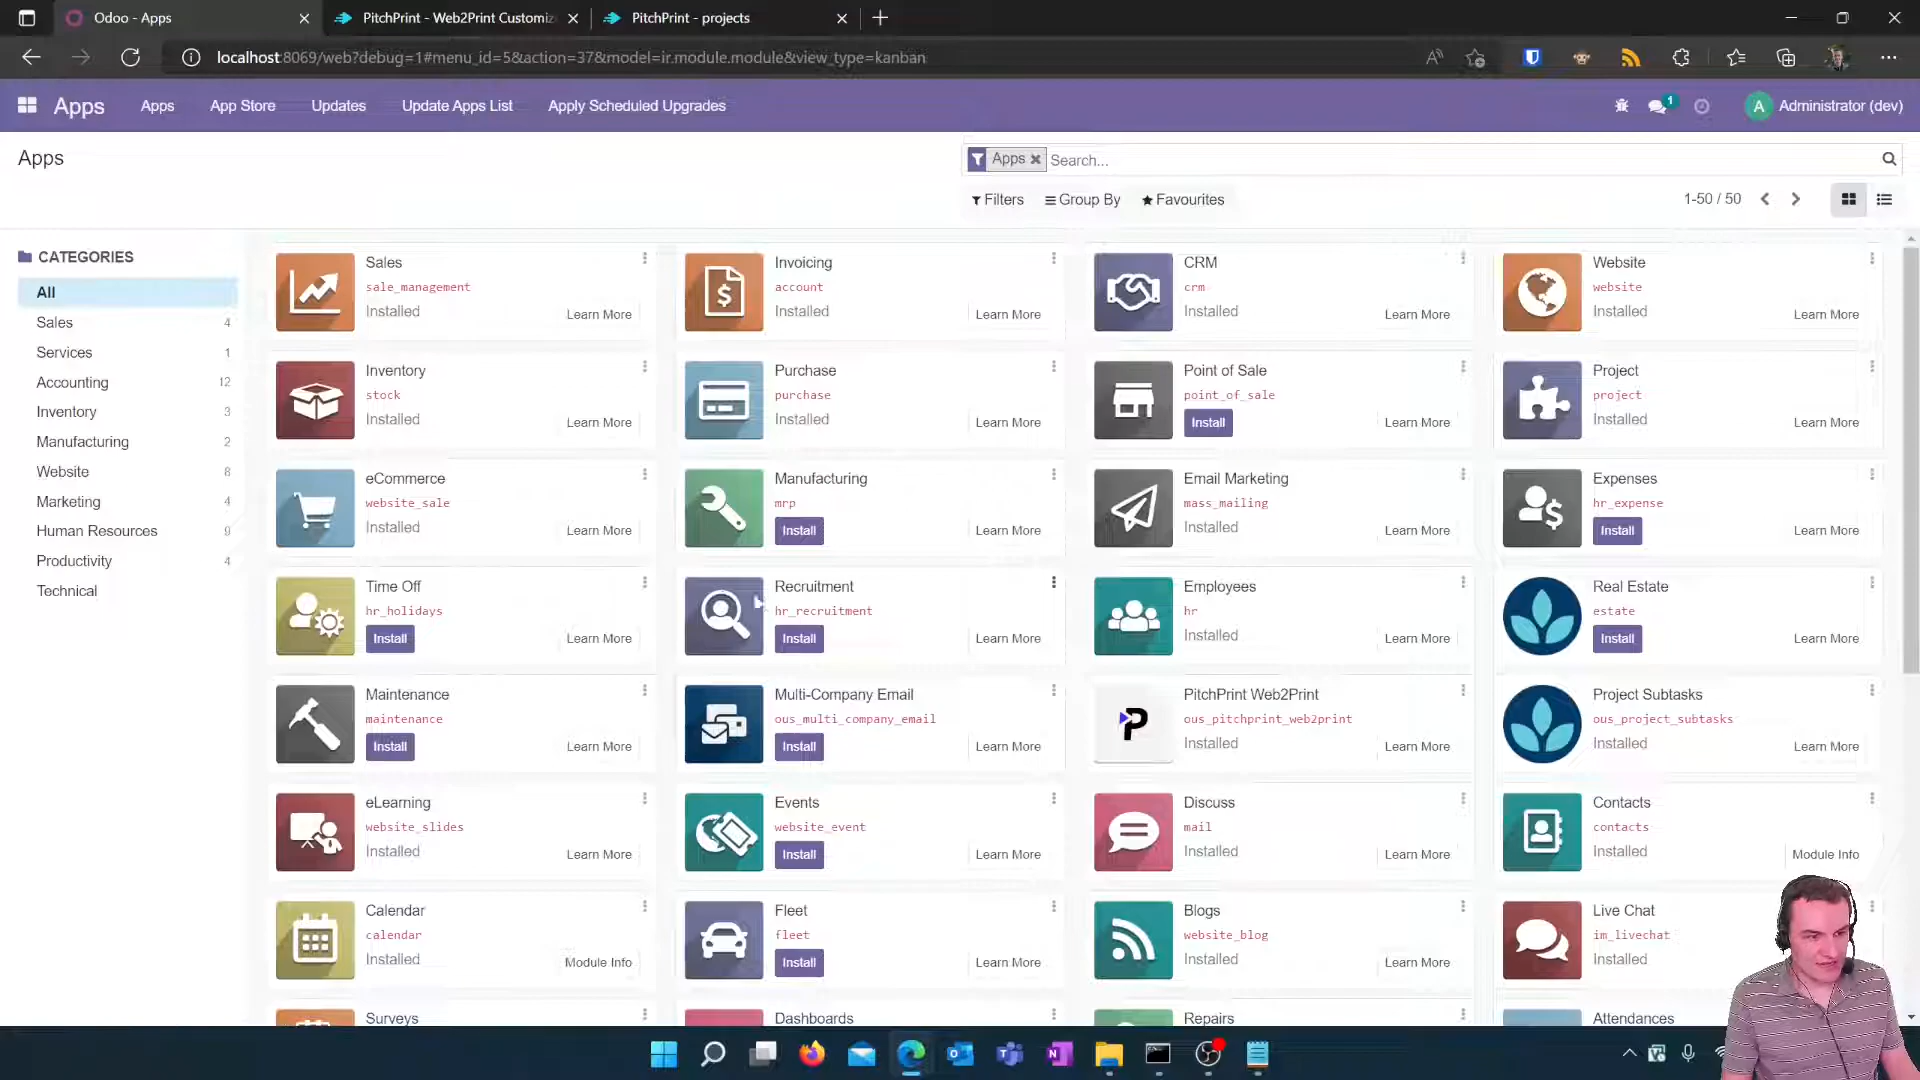 Odoo - Apps
PitchPrint - Web2Print Customiz
PitchPrint - projects
localhost:8069/web?debug=1#menu_id=5&action=37&model=ir.module.module&view_type=kanban
Apps
Apps
App Store
Updates
Update Apps List
Apply Scheduled Upgrades
1
A
Administrator (dev)
Apps
Apps
Search...
Filters
Group By
Favourites
1-50 / 50
CATEGORIES
All
Sales 4
Services 1
Accounting 12
Inventory 3
Manufacturing 2
Website 8
Marketing 4
Human Resources 9
Productivity 4
Technical
Sales
sale_management
Installed
Learn More
Invoicing
account
Installed
Learn More
CRM
crm
Installed
Learn More
Website
website
Installed
Learn More
Inventory
stock
Installed
Learn More
Purchase
purchase
Installed
Learn More
Point of Sale
point_of_sale
Install
Learn More
Project
project
Installed
Learn More
eCommerce
website_sale
Installed
Learn More
Manufacturing
mrp
Install
Learn More
Email Marketing
mass_mailing
Installed
Learn More
Expenses
hr_expense
Install
Learn More
Time Off
hr_holidays
Install
Learn More
Recruitment
hr_recruitment
Install
Learn More
Employees
hr
Installed
Learn More
Real Estate
estate
Install
Learn More
Maintenance
maintenance
Install
Learn More
Multi-Company Email
ous_multi_company_email
Install
Learn More
PitchPrint Web2Print
ous_pitchprint_web2print
Installed
Learn More
Project Subtasks
ous_project_subtasks
Installed
Learn More
eLearning
website_slides
Installed
Learn More
Events
website_event
Install
Learn More
Discuss
mail
Installed
Learn More
Contacts
contacts
Installed
Module Info
Calendar
calendar
Installed
Module Info
Fleet
fleet
Install
Learn More
Blogs
website_blog
Installed
Learn More
Live Chat
im_livechat
Installed
Surveys
Dashboards
Repairs
Attendances